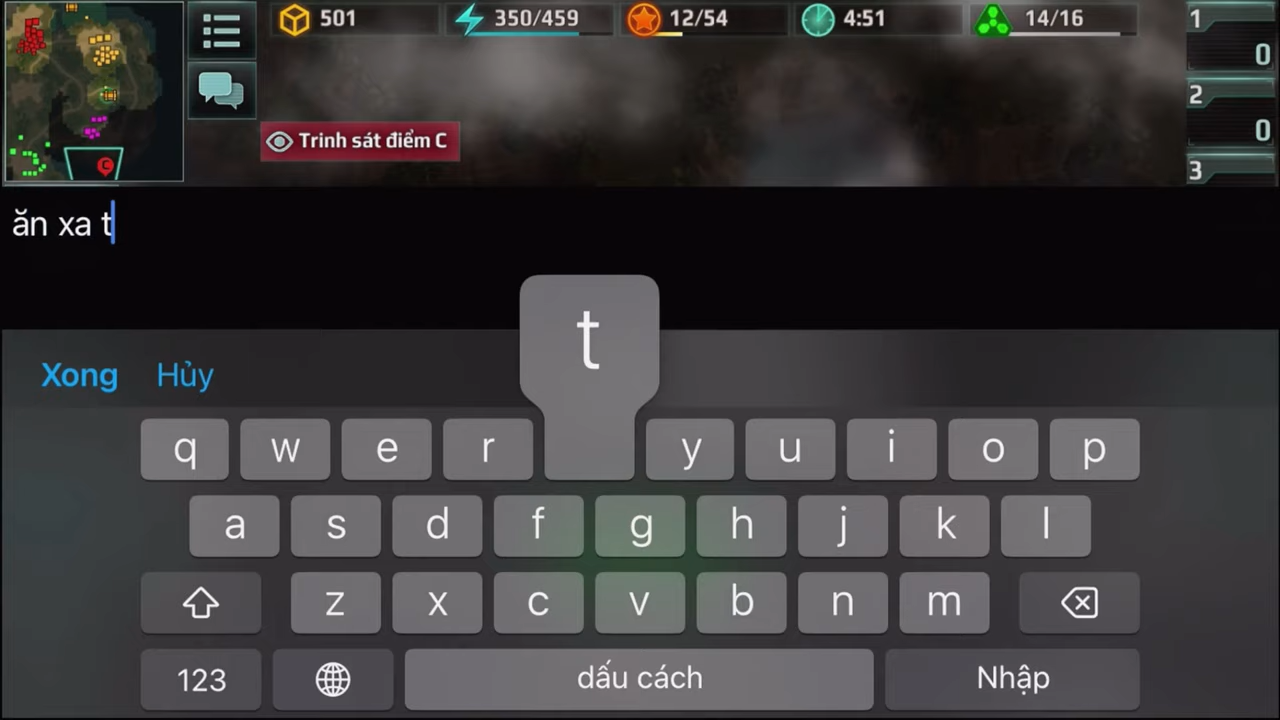 501
350/459
12/54
4:51
14/16
1
0
2
0
3
C
Trinh sát điểm C
ăn xa t
t
Xong Hủy
q w e r y u i o p
a s d f g h j k l
z x c v b n m
123 dấu cách Nhập